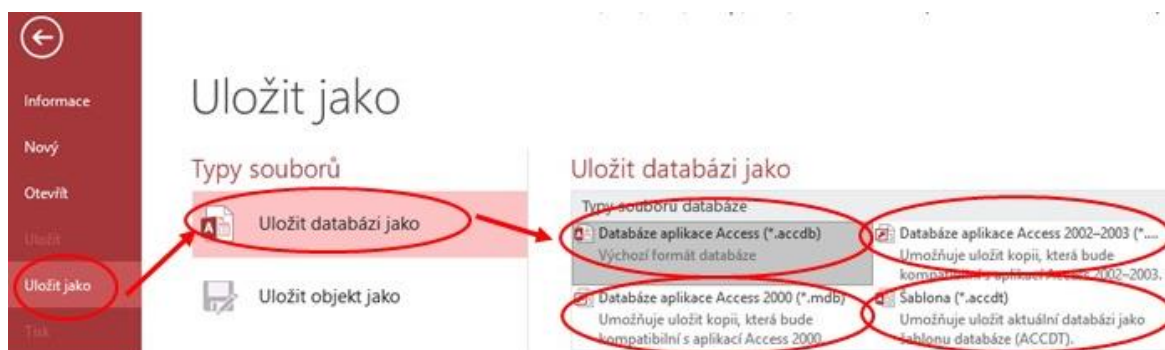 Informace
Nový
Otevřít
Uložit
Uložit jako
Tisk
Uložit jako
Typy souborů
Uložit databázi jako
Uložit objekt jako
Uložit databázi jako
Typy souboru databáze
Databáze aplikace Access (*.accdb)
Výchozí formát databáze
Databáze aplikace Access 2002–2003 (*....
Umožňuje uložit kopii, která bude
kompatibilní s aplikací Access 2002–2003.
Databáze aplikace Access 2000 (*.mdb)
Umožňuje uložit kopii, která bude
kompatibilní s aplikací Access 2000.
Šablona (*.accdt)
Umožňuje uložit aktuální databázi jako
šablonu databáze (ACCDT).